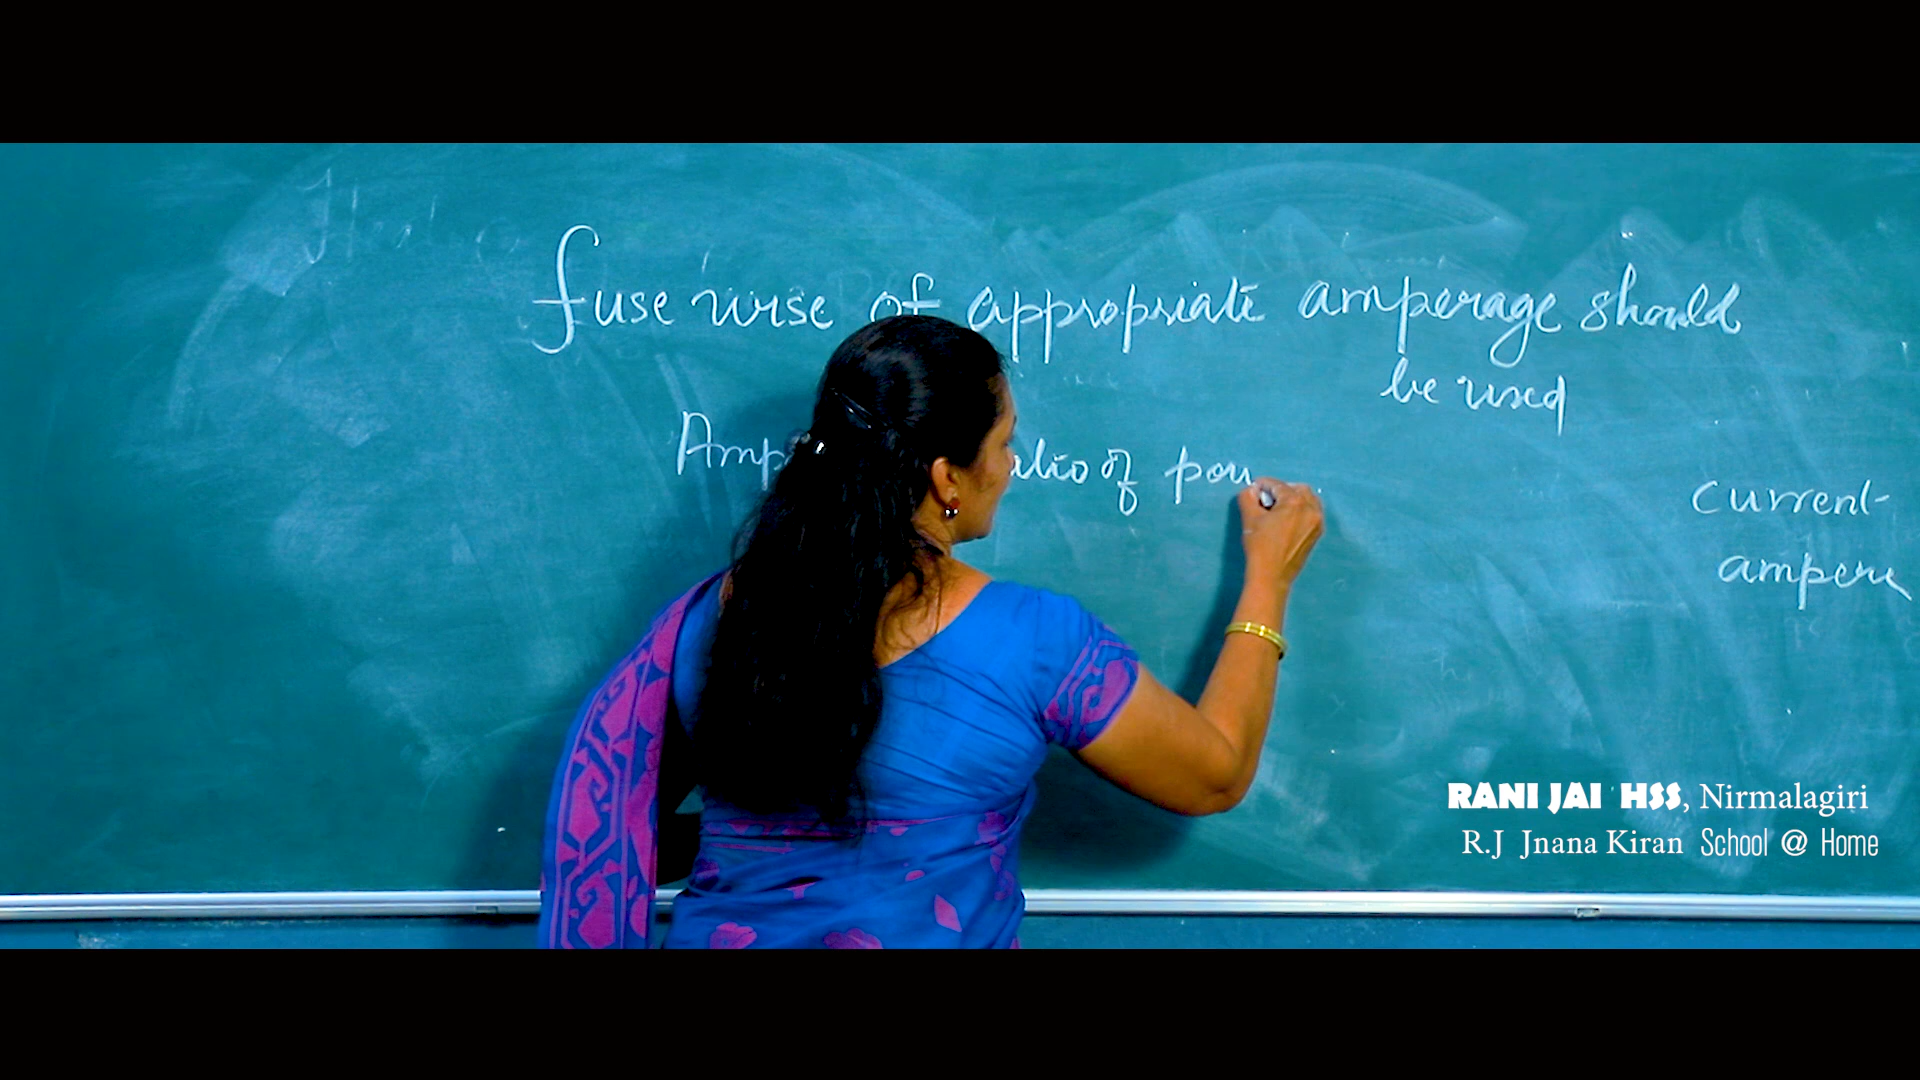 fuse wire of appropriate amperage should
be used
Amp
of pow
current
ampere
RANI JAI HSS, Nirmalagiri
R.J Jnana Kiran School @ Home